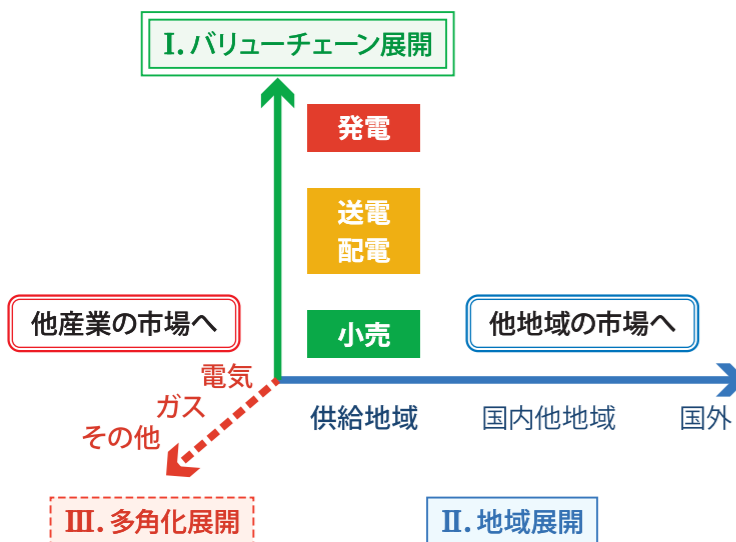 Ⅰ. バリューチェーン展開
発電
送電
配電
小売
他産業の市場へ
他地域の市場へ
電気
ガス
その他
供給地域
国内他地域
国外
Ⅲ. 多角化展開
Ⅱ. 地域展開